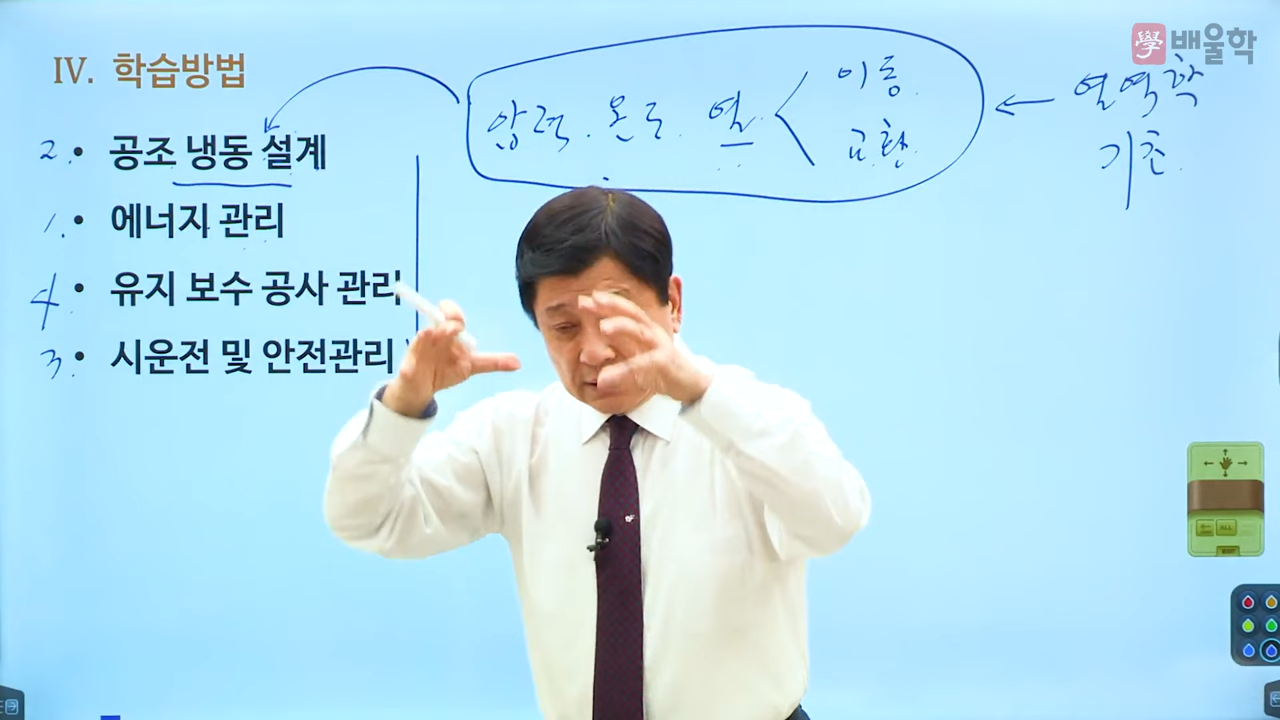 學 배울학
IV. 학습방법
2. • 공조 냉동 설계
1. • 에너지 관리
4. • 유지 보수 공사 관리
3. • 시운전 및 안전관리
압력. 온도. 열. 이동.
교환.
열역학
기초.
ALL
EXIT